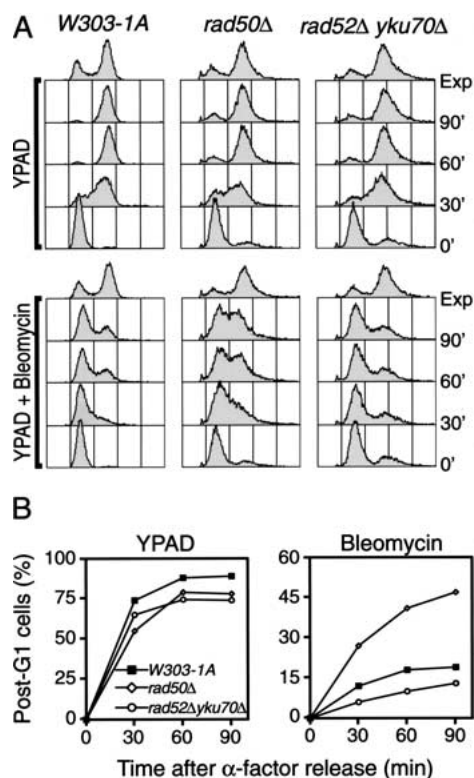 A
W303-1A rad50Δ rad52Δ yku70Δ
YPAD
Exp
90'
60'
30'
0'
YPAD + Bleomycin
Exp
90'
60'
30'
0'
B
YPAD Bleomycin
Post-G1 cells (%)
100
75
50
25
0
W303-1A
rad50Δ
rad52Δyku70Δ
60
45
30
15
0
0 30 60 90 0 30 60 90
Time after α-factor release (min)